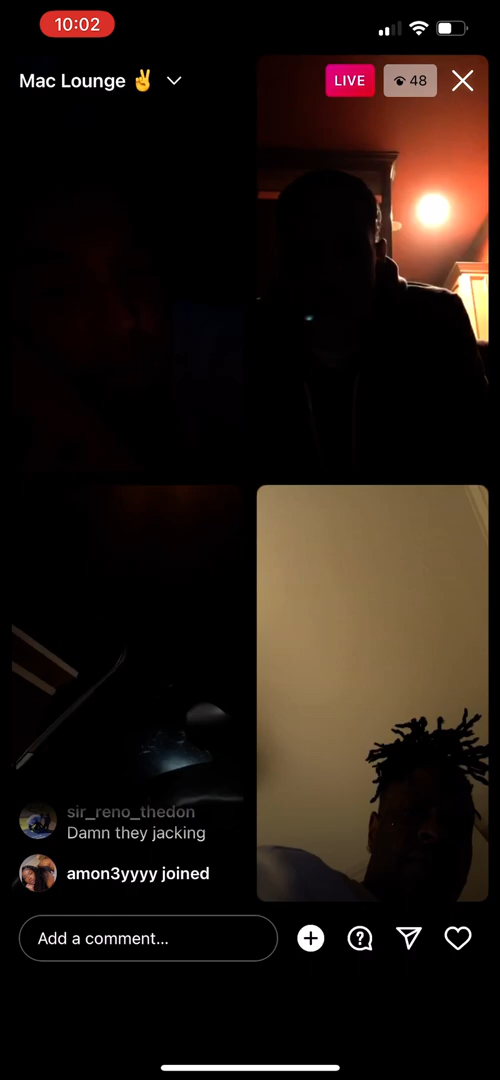 10:02
Mac Lounge ✌️
LIVE
48
sir_reno_thedon
Damn they jacking
amon3yyyy joined
Add a comment...